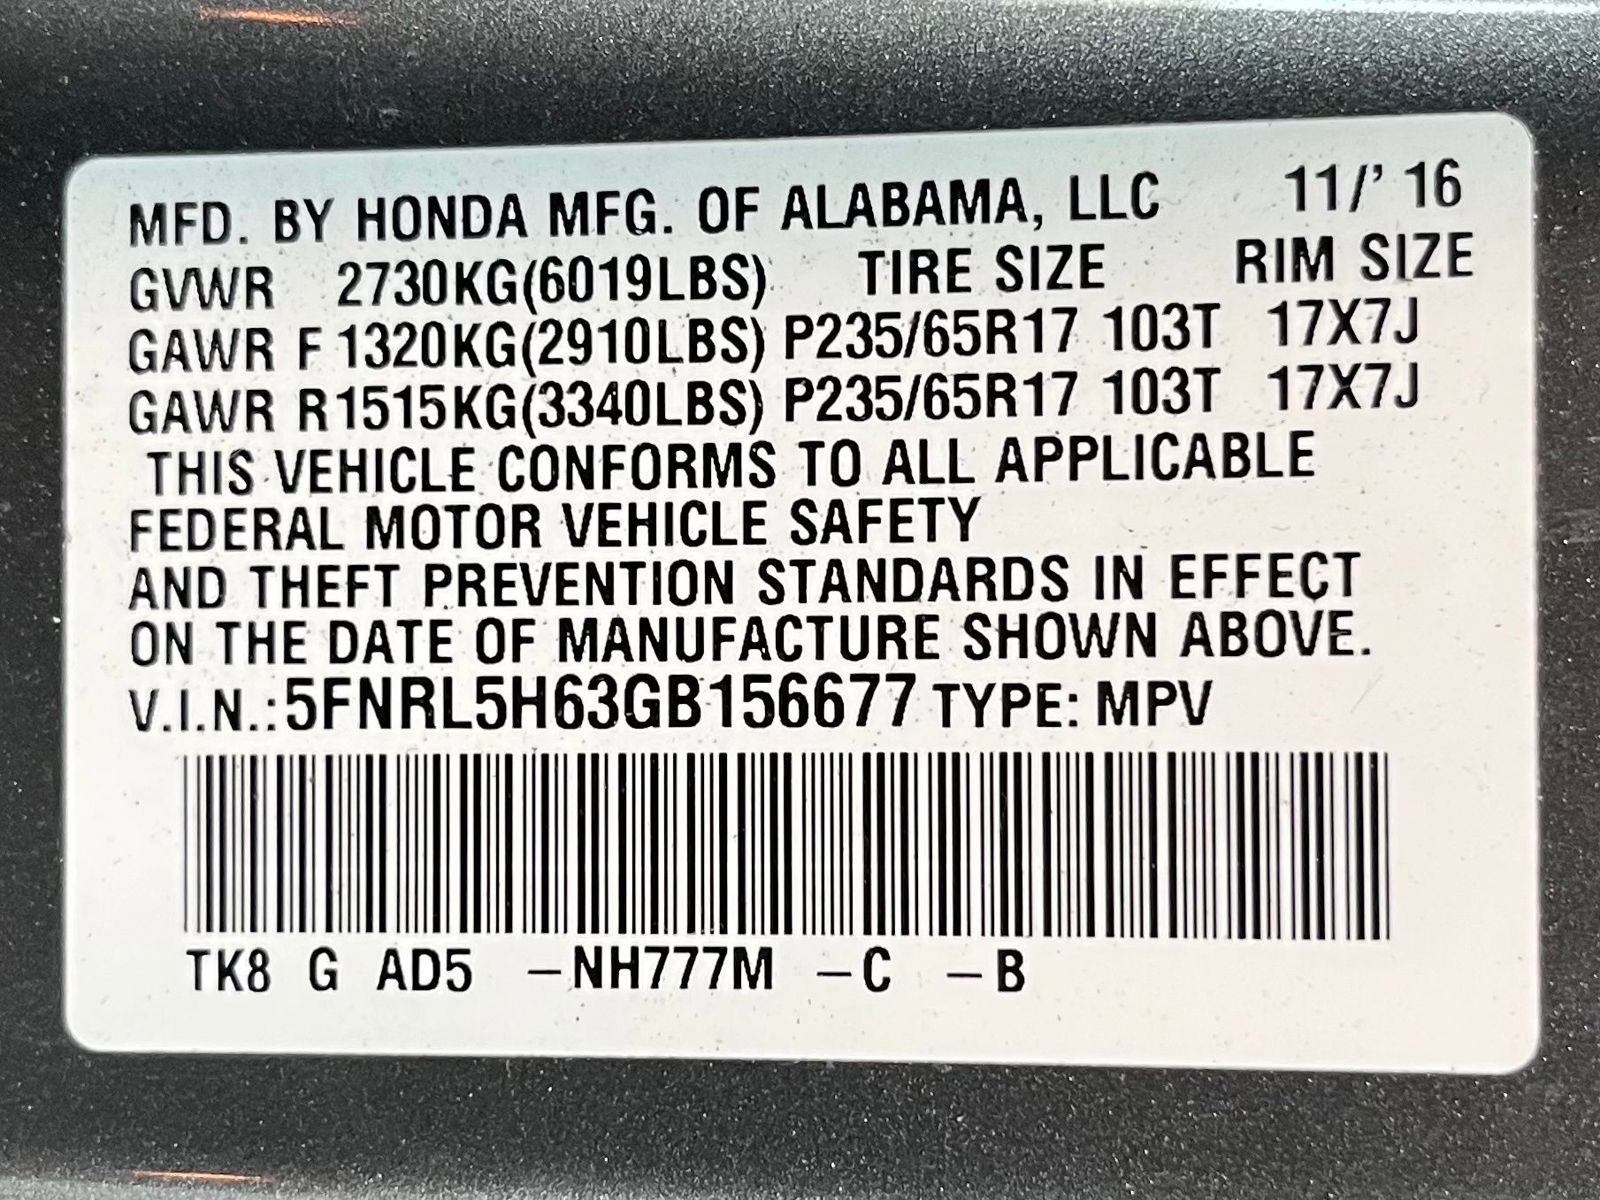 MFD. BY HONDA MFG. OF ALABAMA, LLC 11/' 16
GVWR 2730KG(6019LBS) TIRE SIZE RIM SIZE
GAWR F 1320KG(2910LBS) P235/65R17 103T 17X7J
GAWR R1515KG(3340LBS) P235/65R17 103T 17X7J
THIS VEHICLE CONFORMS TO ALL APPLICABLE
FEDERAL MOTOR VEHICLE SAFETY
AND THEFT PREVENTION STANDARDS IN EFFECT
ON THE DATE OF MANUFACTURE SHOWN ABOVE.
V.I.N.:5FNRL5H63GB156677 TYPE: MPV
TK8 G AD5 –NH777M –C –B